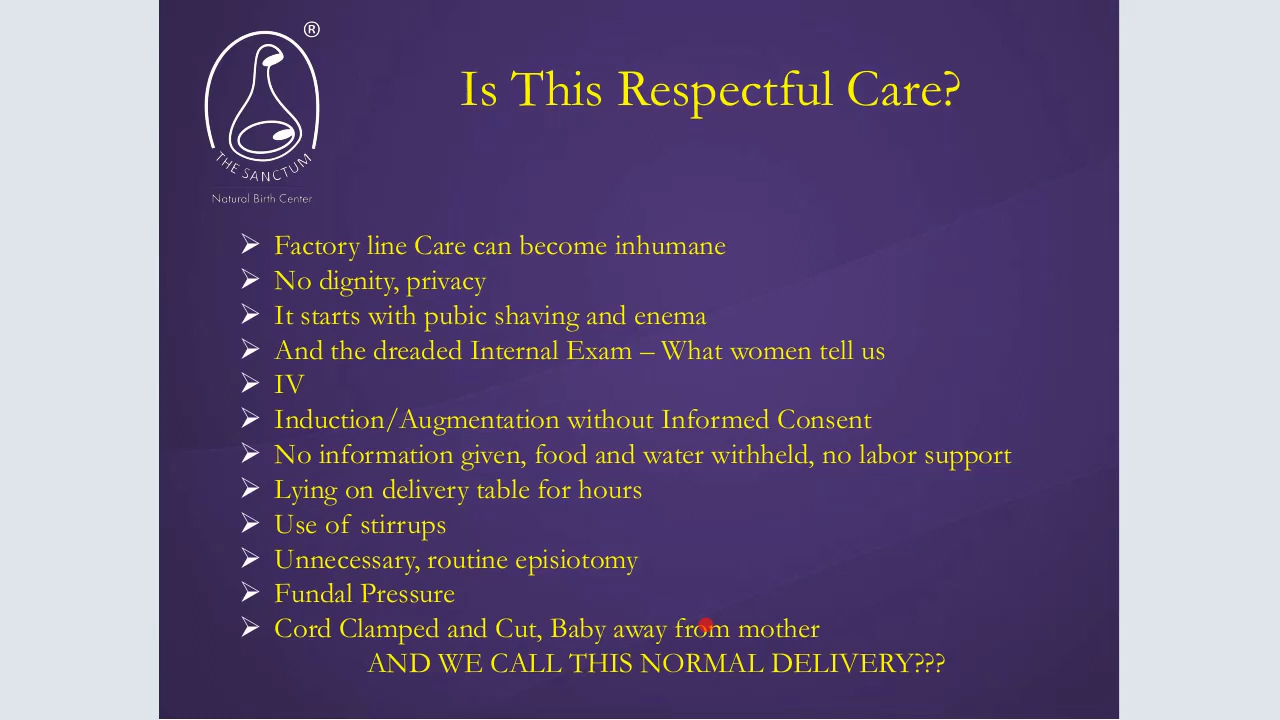 ®
THE SANCTUM
Natural Birth Center
Is This Respectful Care?
➢ Factory line Care can become inhumane
➢ No dignity, privacy
➢ It starts with pubic shaving and enema
➢ And the dreaded Internal Exam – What women tell us
➢ IV
➢ Induction/Augmentation without Informed Consent
➢ No information given, food and water withheld, no labor support
➢ Lying on delivery table for hours
➢ Use of stirrups
➢ Unnecessary, routine episiotomy
➢ Fundal Pressure
➢ Cord Clamped and Cut, Baby away from mother
AND WE CALL THIS NORMAL DELIVERY???